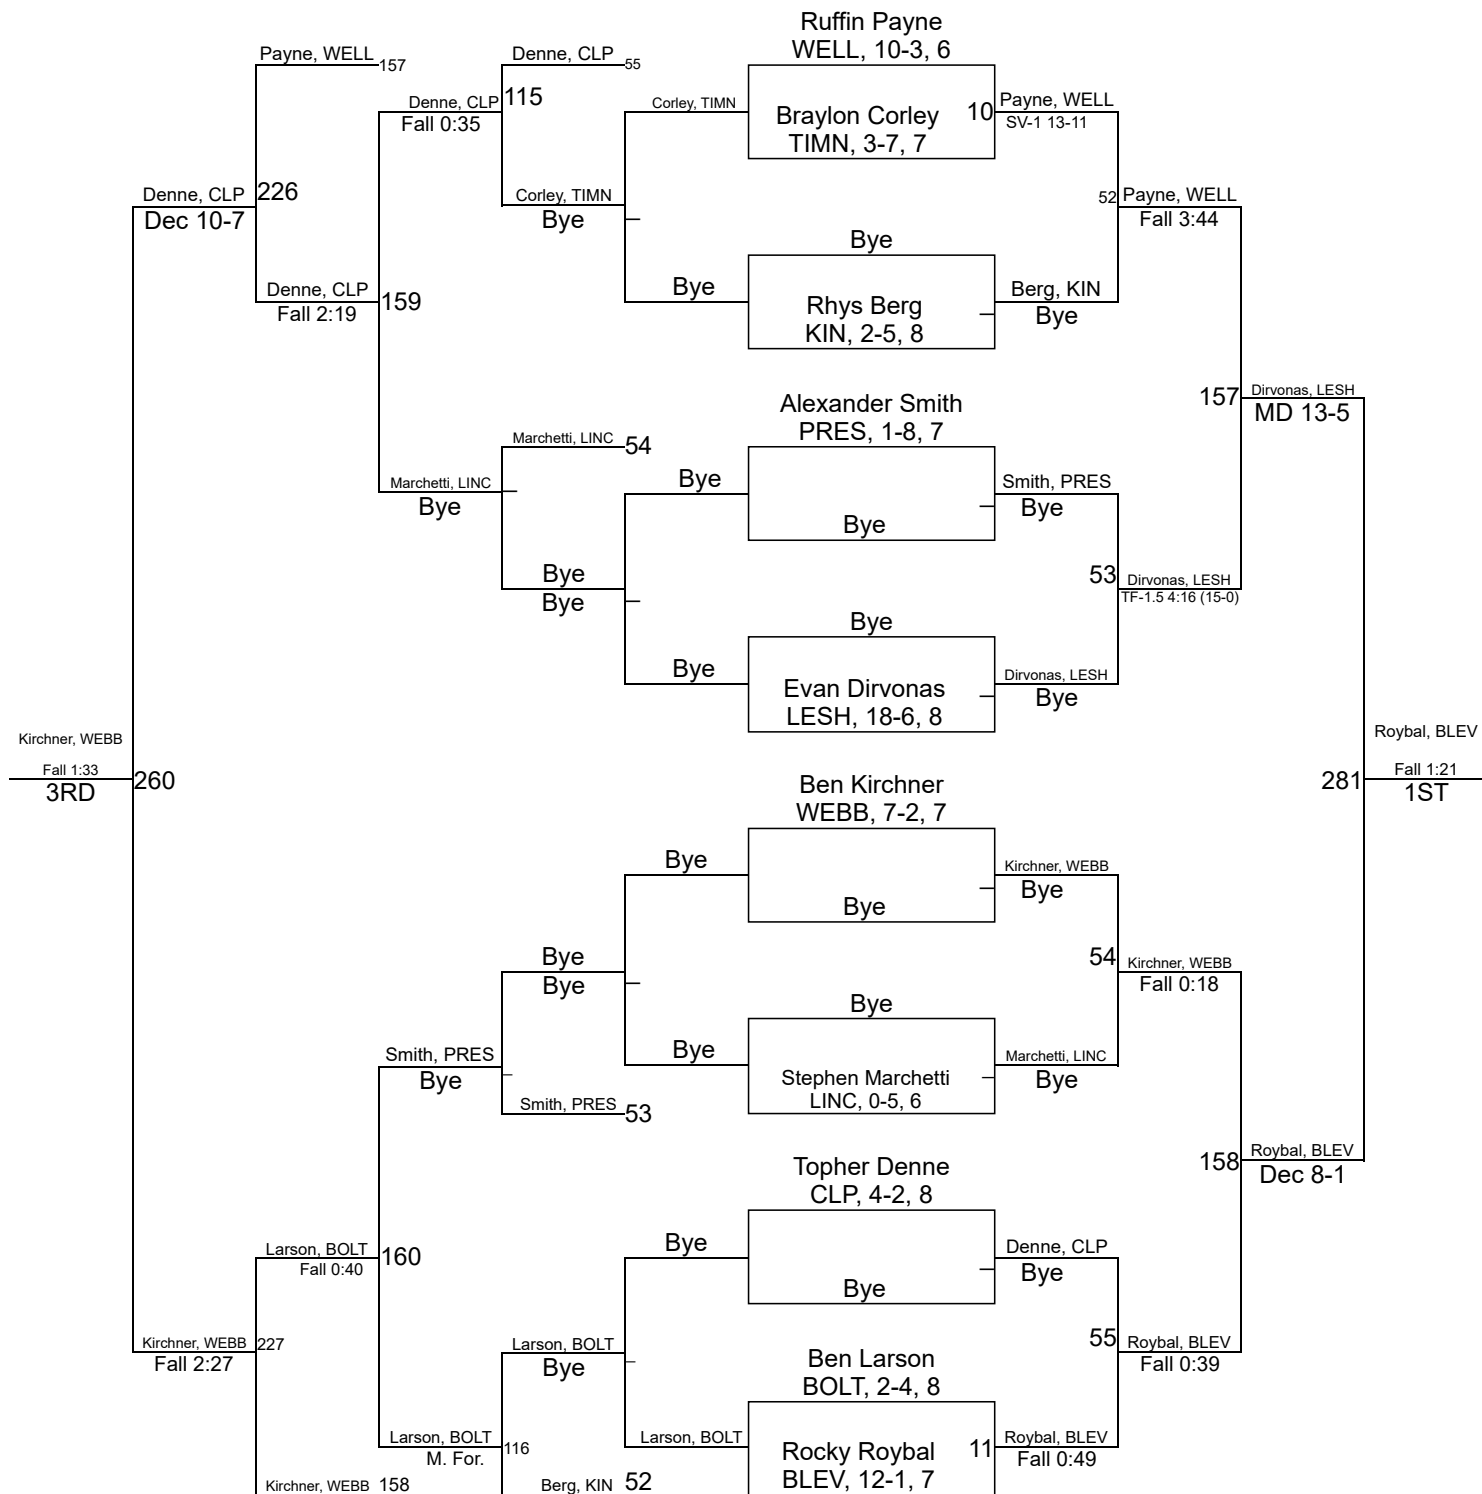 Ruffin Payne
WELL, 10-3, 6
Payne, WELL
157
Denne, CLP
55
Denne, CLP
115
Fall 0:35
Corley, TIMN
Braylon Corley
TIMN, 3-7, 7
10
Payne, WELL
SV-1 13-11
Denne, CLP
226
Dec 10-7
Corley, TIMN
Bye
52
Payne, WELL
Fall 3:44
Bye
Denne, CLP
Fall 2:19
159
Bye
Rhys Berg
KIN, 2-5, 8
Berg, KIN
Bye
Alexander Smith
PRES, 1-8, 7
157
Dirvonas, LESH
MD 13-5
Marchetti, LINC
54
Marchetti, LINC
Bye
Bye
Bye
Smith, PRES
Bye
Bye
Bye
53
Dirvonas, LESH
TF-1.5 4:16 (15-0)
Bye
Bye
Evan Dirvonas
LESH, 18-6, 8
Dirvonas, LESH
Bye
Kirchner, WEBB
Fall 1:33
3RD
260
Roybal, BLEV
281
Fall 1:21
1ST
Ben Kirchner
WEBB, 7-2, 7
Bye
Bye
Kirchner, WEBB
Bye
Bye
Bye
54
Kirchner, WEBB
Fall 0:18
Bye
Bye
Stephen Marchetti
LINC, 0-5, 6
Marchetti, LINC
Bye
Smith, PRES
Bye
Smith, PRES
53
Topher Denne
CLP, 4-2, 8
158
Roybal, BLEV
Dec 8-1
Larson, BOLT
Fall 0:40
160
Bye
Bye
Denne, CLP
Bye
Kirchner, WEBB
227
Fall 2:27
Larson, BOLT
Bye
55
Roybal, BLEV
Fall 0:39
Ben Larson
BOLT, 2-4, 8
Larson, BOLT
M. For.
116
Larson, BOLT
Rocky Roybal
BLEV, 12-1, 7
11
Roybal, BLEV
Fall 0:49
Kirchner, WEBB
158
Berg, KIN
52